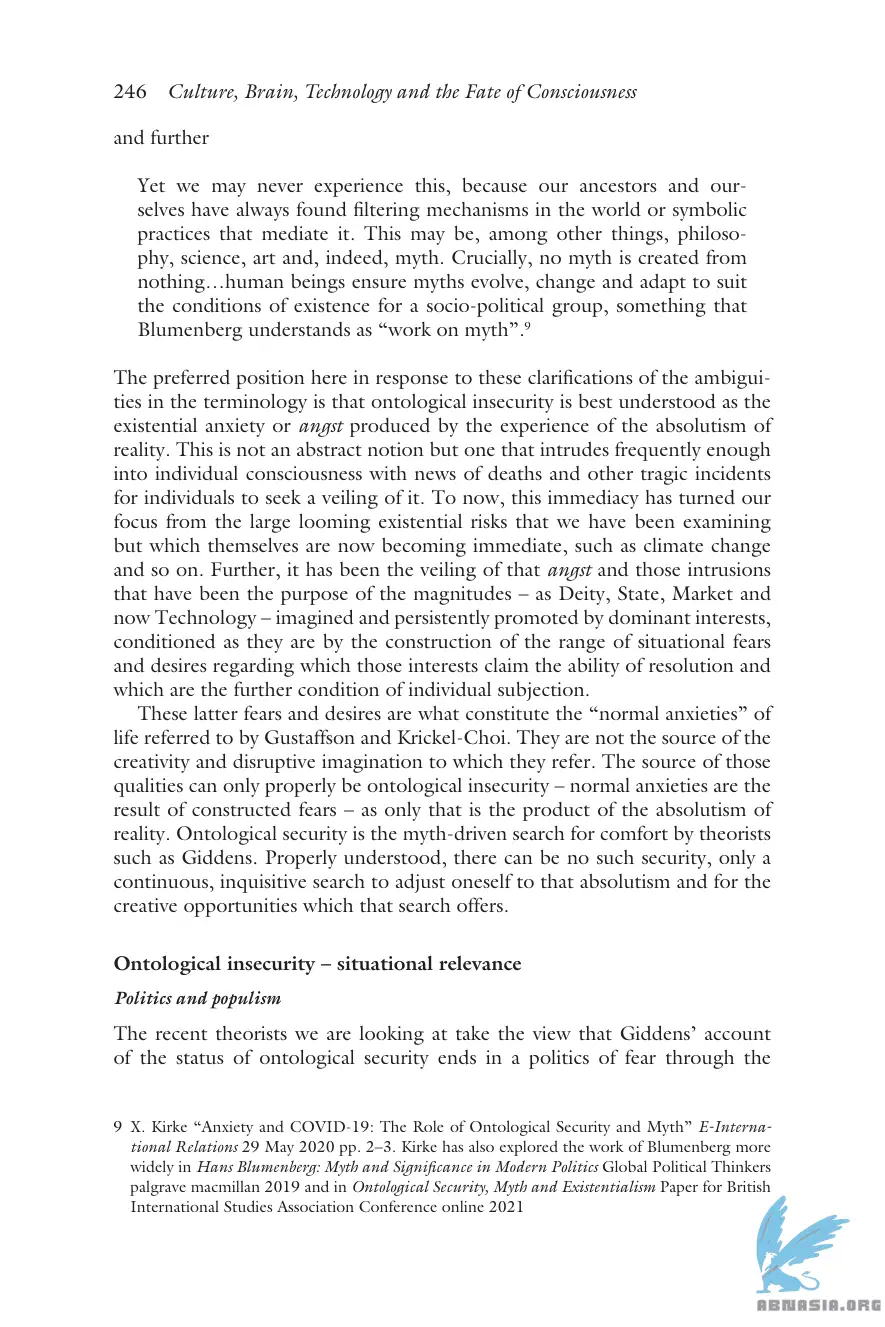 246 Culture, Brain, Technology and the Fate of Consciousness
and further
Yet we may never experience this, because our ancestors and our-
selves have always found filtering mechanisms in the world or symbolic
practices that mediate it. This may be, among other things, philoso-
phy, science, art and, indeed, myth. Crucially, no myth is created from
nothing…human beings ensure myths evolve, change and adapt to suit
the conditions of existence for a socio-political group, something that
Blumenberg understands as “work on myth”.9
The preferred position here in response to these clarifications of the ambigui-
ties in the terminology is that ontological insecurity is best understood as the
existential anxiety or angst produced by the experience of the absolutism of
reality. This is not an abstract notion but one that intrudes frequently enough
into individual consciousness with news of deaths and other tragic incidents
for individuals to seek a veiling of it. To now, this immediacy has turned our
focus from the large looming existential risks that we have been examining
but which themselves are now becoming immediate, such as climate change
and so on. Further, it has been the veiling of that angst and those intrusions
that have been the purpose of the magnitudes – as Deity, State, Market and
now Technology – imagined and persistently promoted by dominant interests,
conditioned as they are by the construction of the range of situational fears
and desires regarding which those interests claim the ability of resolution and
which are the further condition of individual subjection.
These latter fears and desires are what constitute the “normal anxieties” of
life referred to by Gustaffson and Krickel-Choi. They are not the source of the
creativity and disruptive imagination to which they refer. The source of those
qualities can only properly be ontological insecurity – normal anxieties are the
result of constructed fears – as only that is the product of the absolutism of
reality. Ontological security is the myth-driven search for comfort by theorists
such as Giddens. Properly understood, there can be no such security, only a
continuous, inquisitive search to adjust oneself to that absolutism and for the
creative opportunities which that search offers.
Ontological insecurity – situational relevance
Politics and populism
The recent theorists we are looking at take the view that Giddens’ account
of the status of ontological security ends in a politics of fear through the
9 X. Kirke “Anxiety and COVID-19: The Role of Ontological Security and Myth” E-Interna-
tional Relations 29 May 2020 pp. 2–3. Kirke has also explored the work of Blumenberg more
widely in Hans Blumenberg: Myth and Significance in Modern Politics Global Political Thinkers
palgrave macmillan 2019 and in Ontological Security, Myth and Existentialism Paper for British
International Studies Association Conference online 2021
ABNASIA.ORG